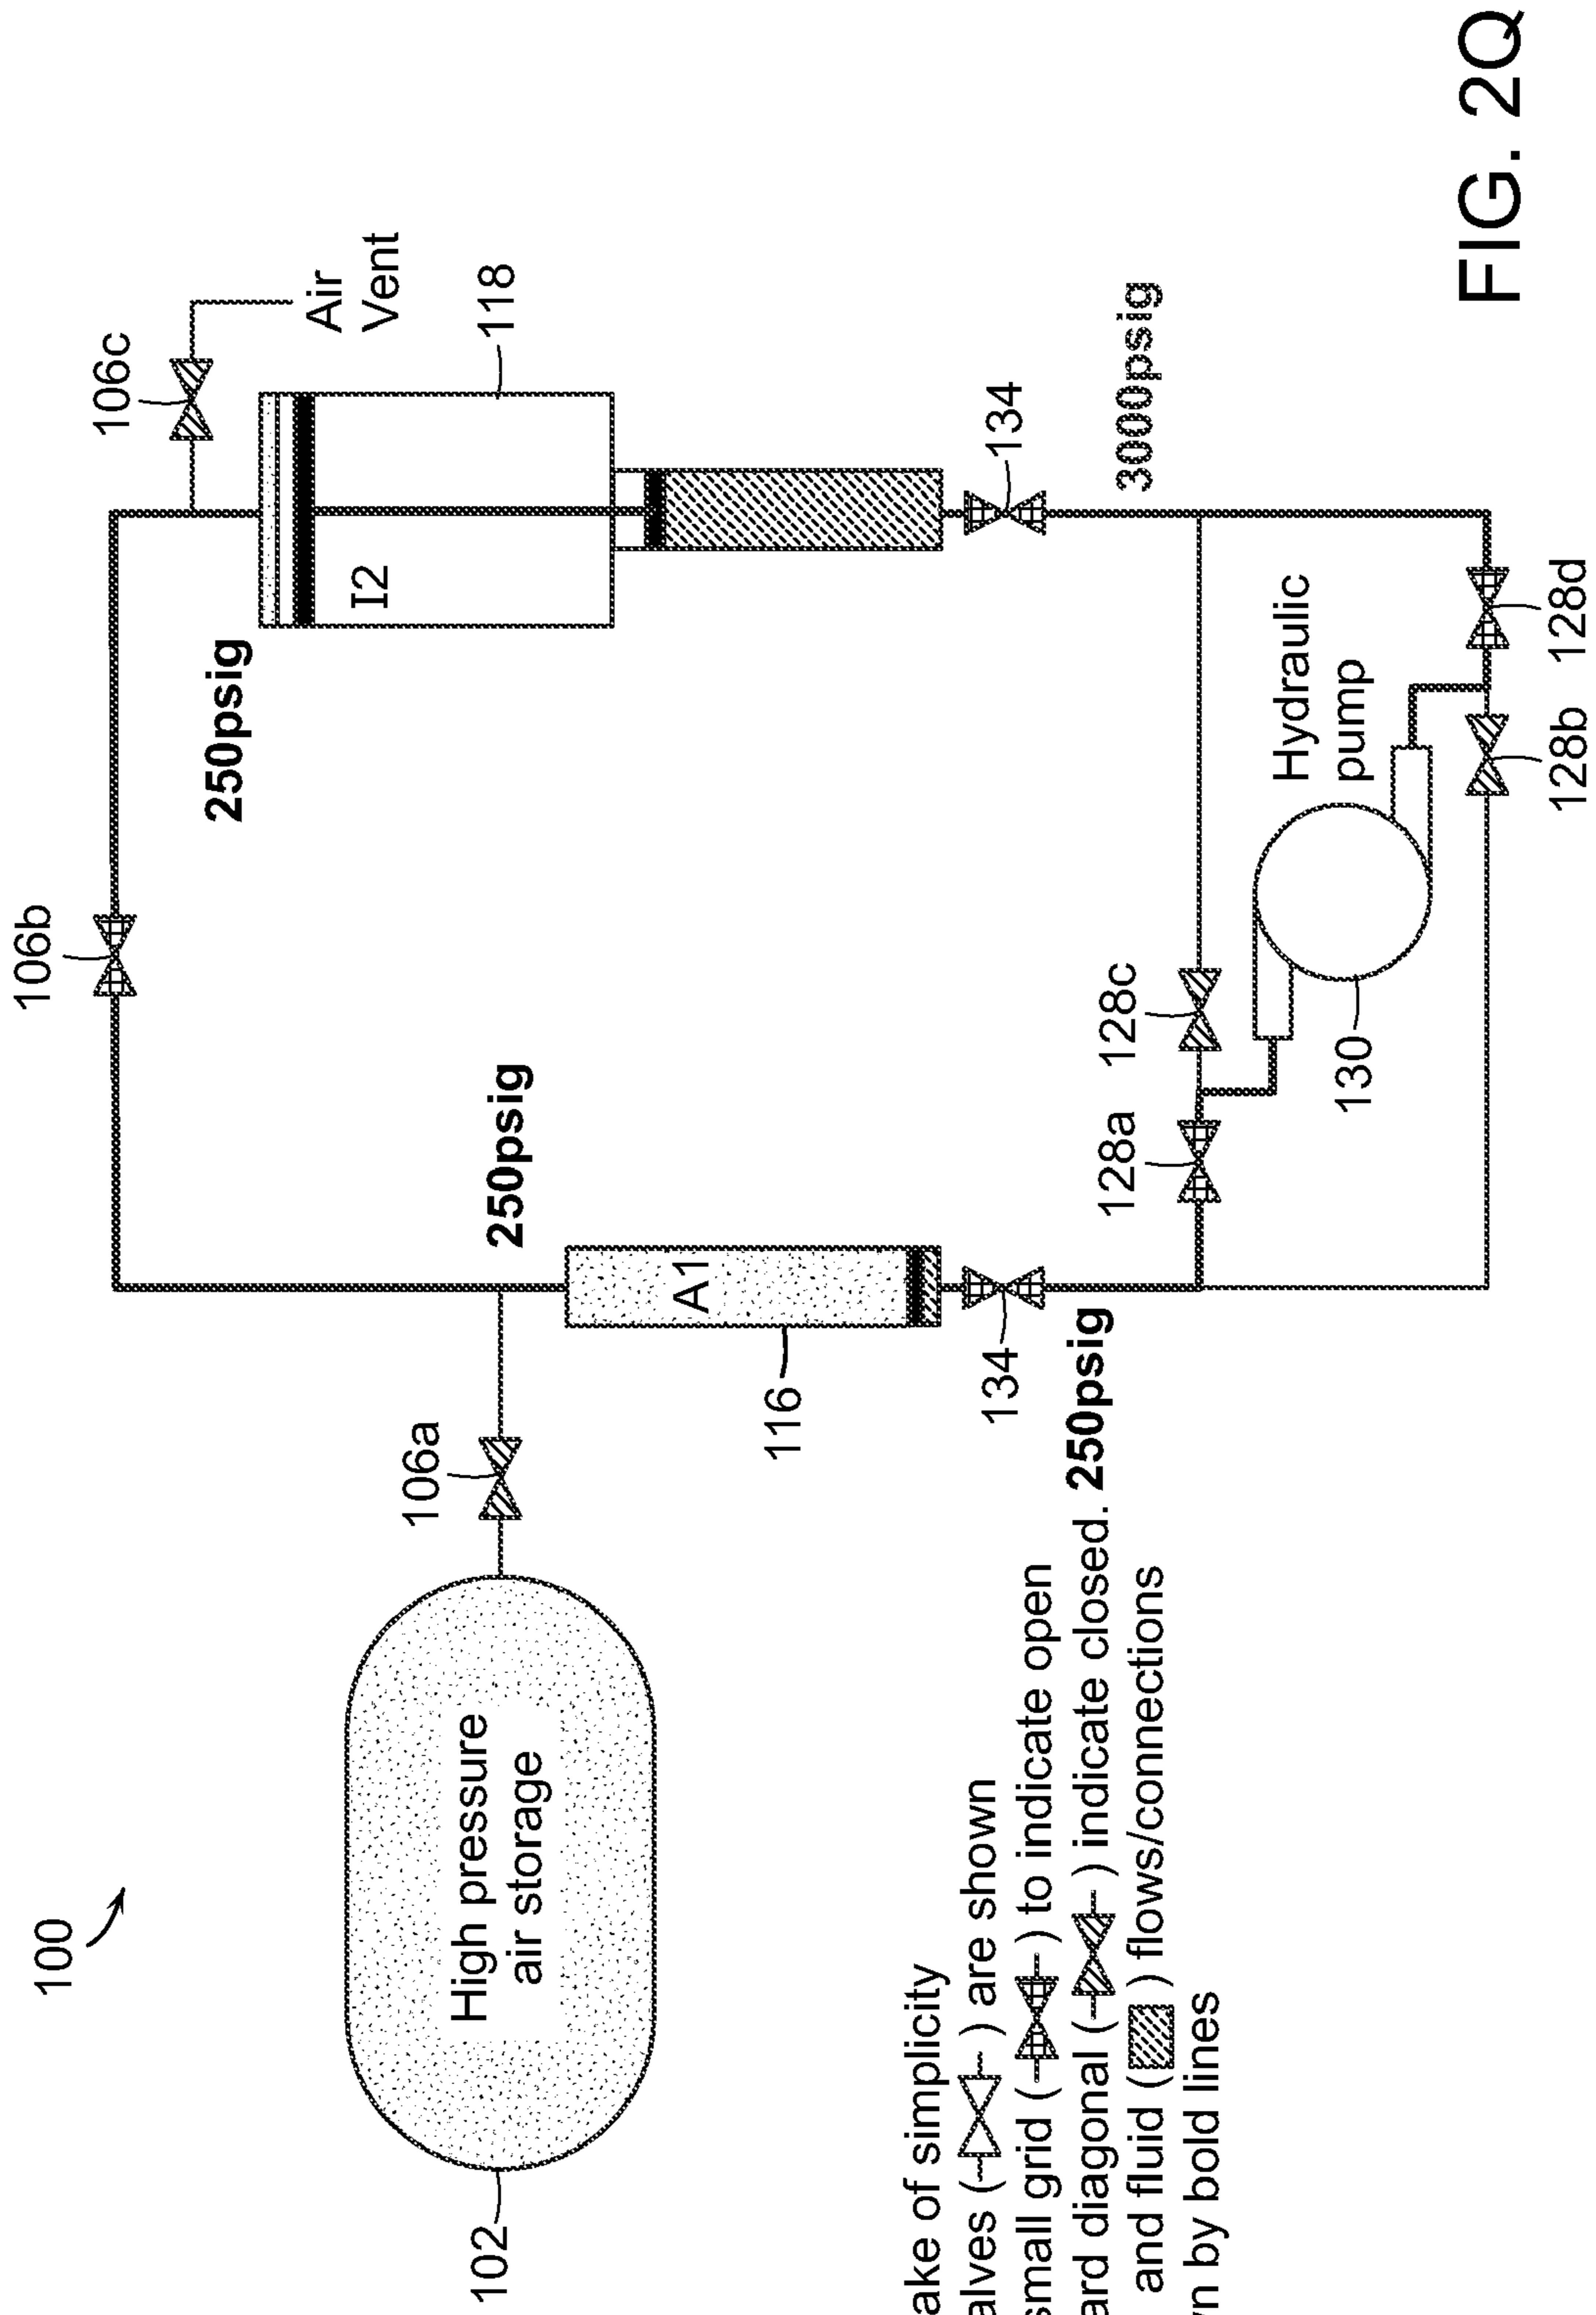 100
106b
106c
Air
Vent
250psig
I2
118
106a
250psig
102
High pressure
air storage
A1
116
134
134
3000psig
250psig
128a
128c
Hydraulic
pump
130
128b
128d
ake of simplicity
alves ( ) are shown
small grid ( ) to indicate open
ard diagonal ( ) indicate closed.
and fluid ( ) flows/connections
n by bold lines
FIG. 2Q